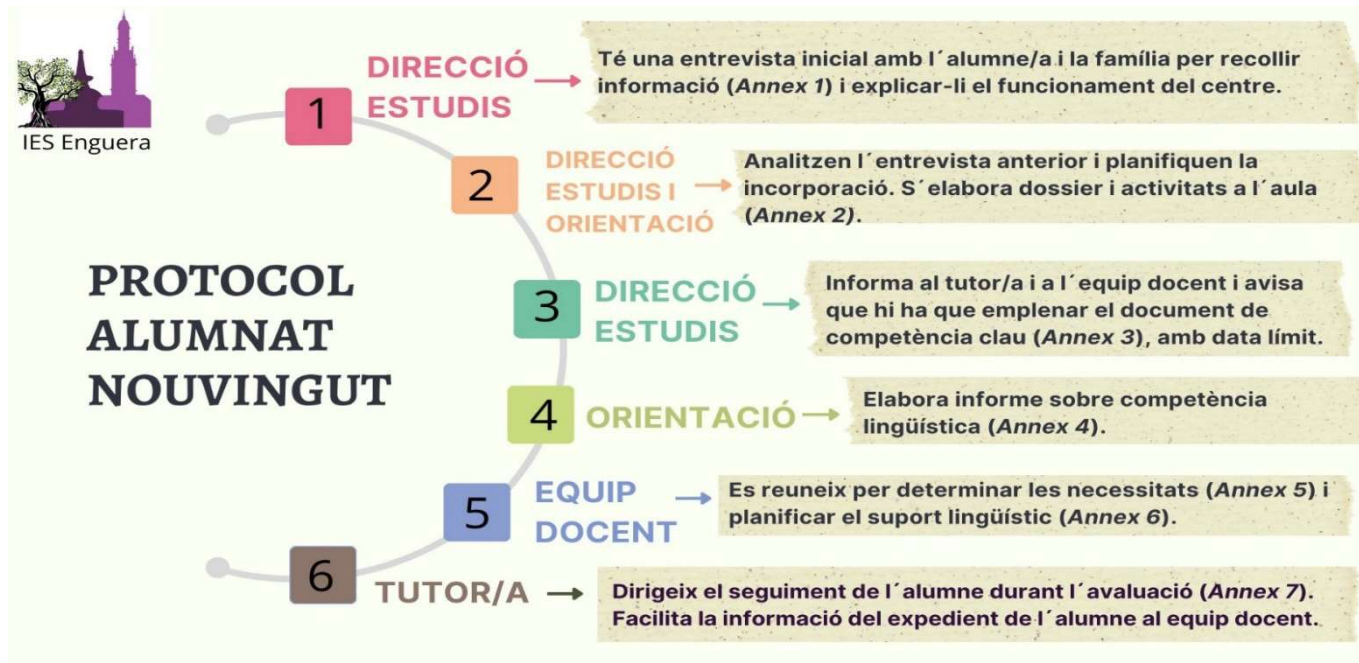 IES Enguera
PROTOCOL
ALUMNAT
NOUVINGUT
1
DIRECCIÓ
ESTUDIS
Té una entrevista inicial amb l´alumne/a i la família per recollir
informació (Annex 1) i explicar-li el funcionament del centre.
2
DIRECCIÓ
ESTUDIS I
ORIENTACIÓ
Analitzen l´entrevista anterior i planifiquen la
incorporació. S´elabora dossier i activitats a l´aula
(Annex 2).
3
DIRECCIÓ
ESTUDIS
Informa al tutor/a i a l´equip docent i avisa
que hi ha que emplenar el document de
competència clau (Annex 3), amb data límit.
4
ORIENTACIÓ
Elabora informe sobre competència
lingüística (Annex 4).
5
EQUIP
DOCENT
Es reuneix per determinar les necessitats (Annex 5) i
planificar el suport lingüístic (Annex 6).
6
TUTOR/A
Dirigeix el seguiment de l´alumne durant l´avaluació (Annex 7).
Facilita la informació del expedient de l´alumne al equip docent.